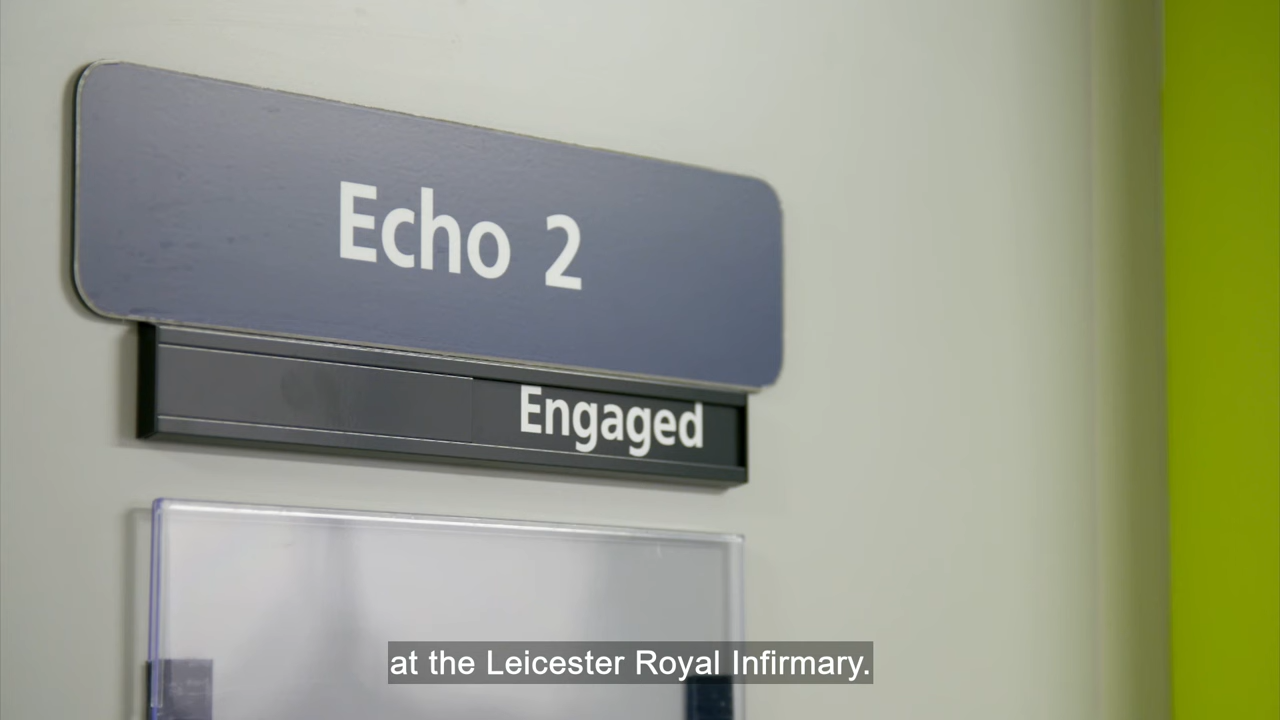 Echo 2
Engaged
at the Leicester Royal Infirmary.